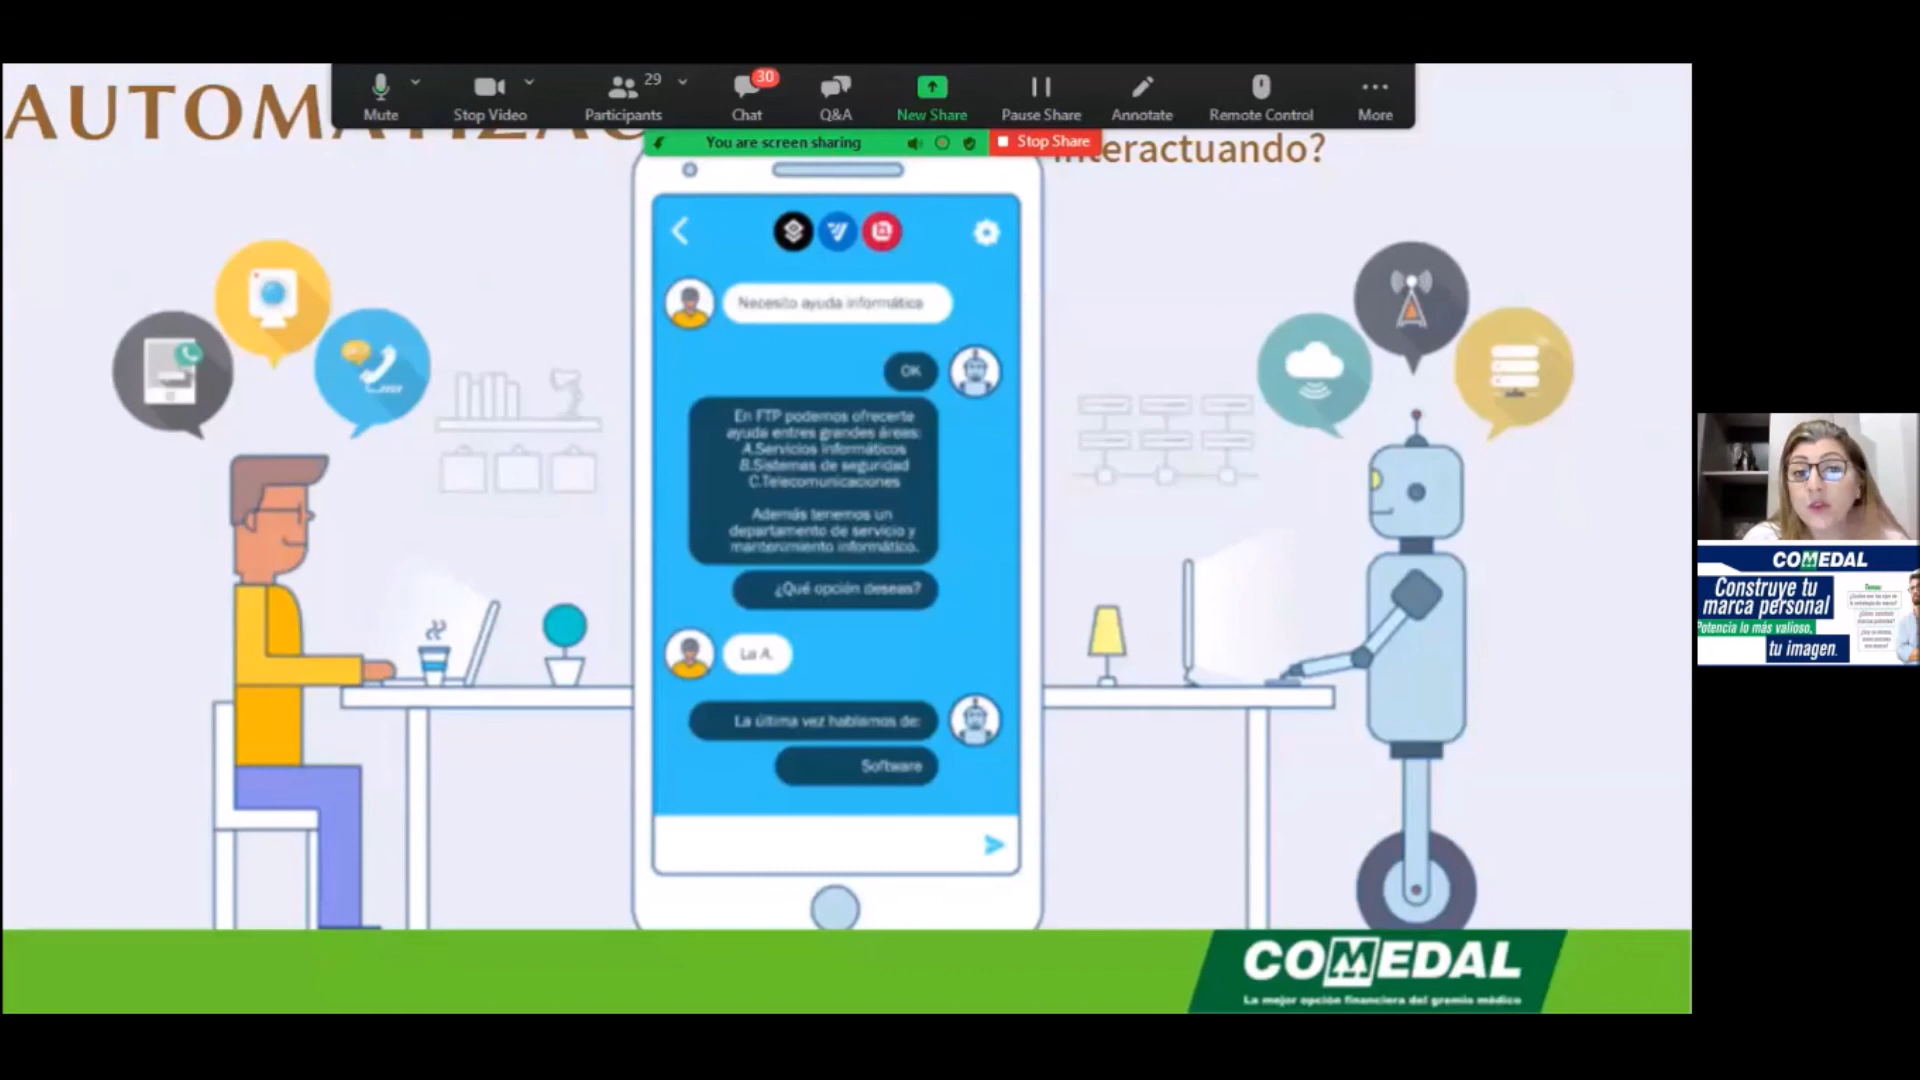 Mute
Stop Video
29
Participants
30
Chat
Q&A
New Share
Pause Share
Annotate
Remote Control
More
You are screen sharing
Stop Share
interactuando?
Necesito ayuda informática
OK
En FTP podemos ofrecerte
ayuda entres grandes áreas:
A.Servicios informáticos
B.Sistemas de seguridad
C.Telecomunicaciones
Además tenemos un
departamento de servicio y
mantenimiento informático.
¿Qué opción deseas?
La A.
La última vez hablamos de:
Software
COMEDAL
La mejor opción financiera del gremio médico
COMEDAL
Construye tu
marca personal
Potencia lo más valioso,
tu imagen.
Temas: